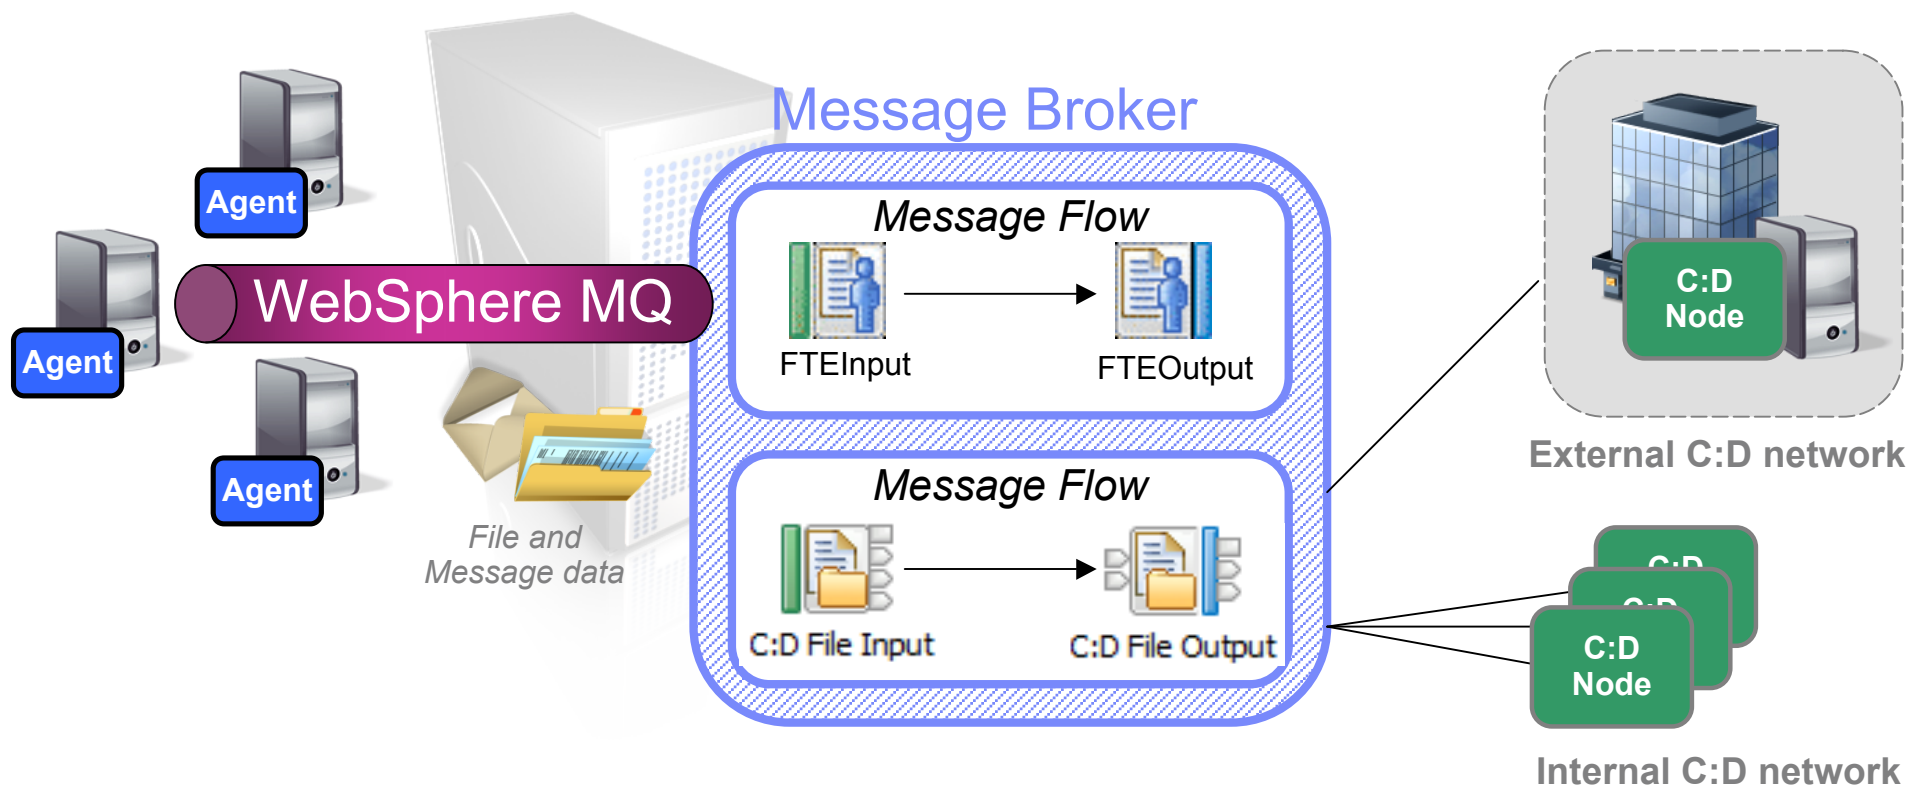 Message Broker
Agent
Agent
Agent
WebSphere MQ
File and
Message data
Message Flow
FTEInput
FTEOutput
Message Flow
C:D File Input
C:D File Output
C:D
Node
External C:D network
C:D
C:D
C:D
Node
Internal C:D network